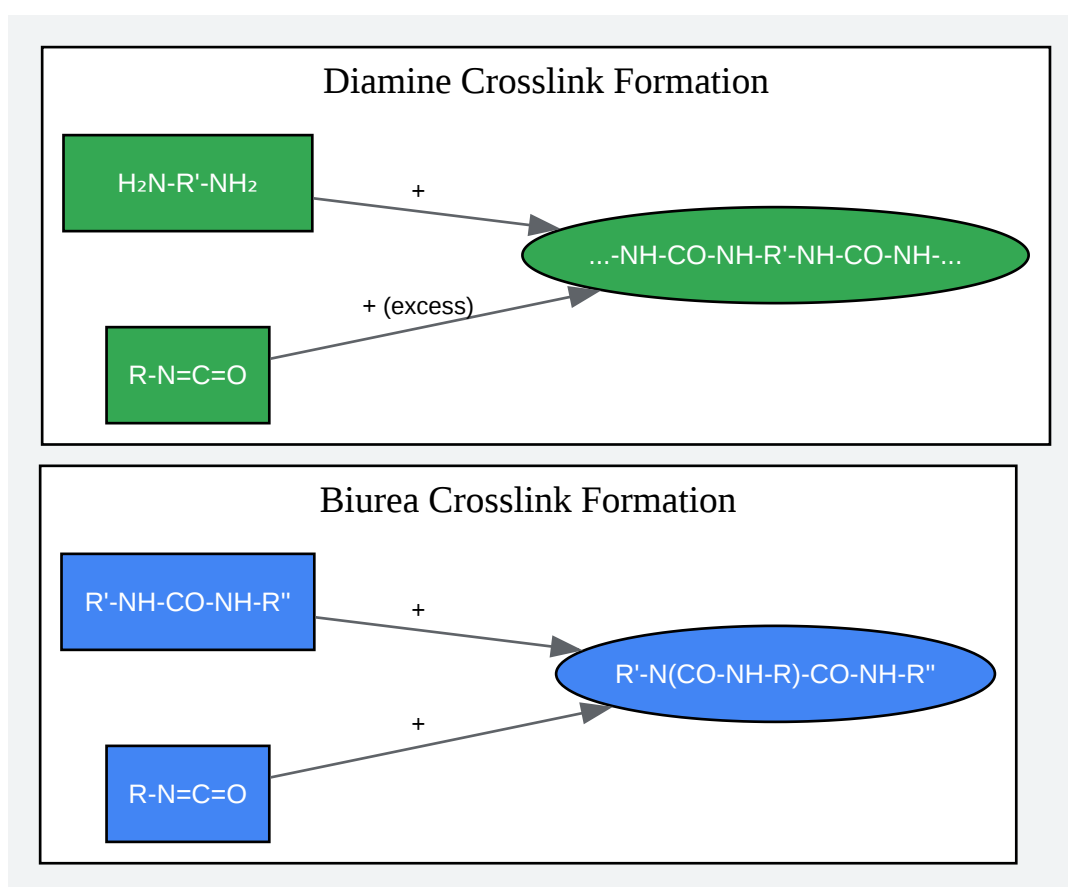 Diamine Crosslink Formation
H₂N-R'-NH₂
+
...-NH-CO-NH-R'-NH-CO-NH-...
+ (excess)
R-N=C=O
Biurea Crosslink Formation
R'-NH-CO-NH-R"
+
R'-N(CO-NH-R)-CO-NH-R"
+
R-N=C=O